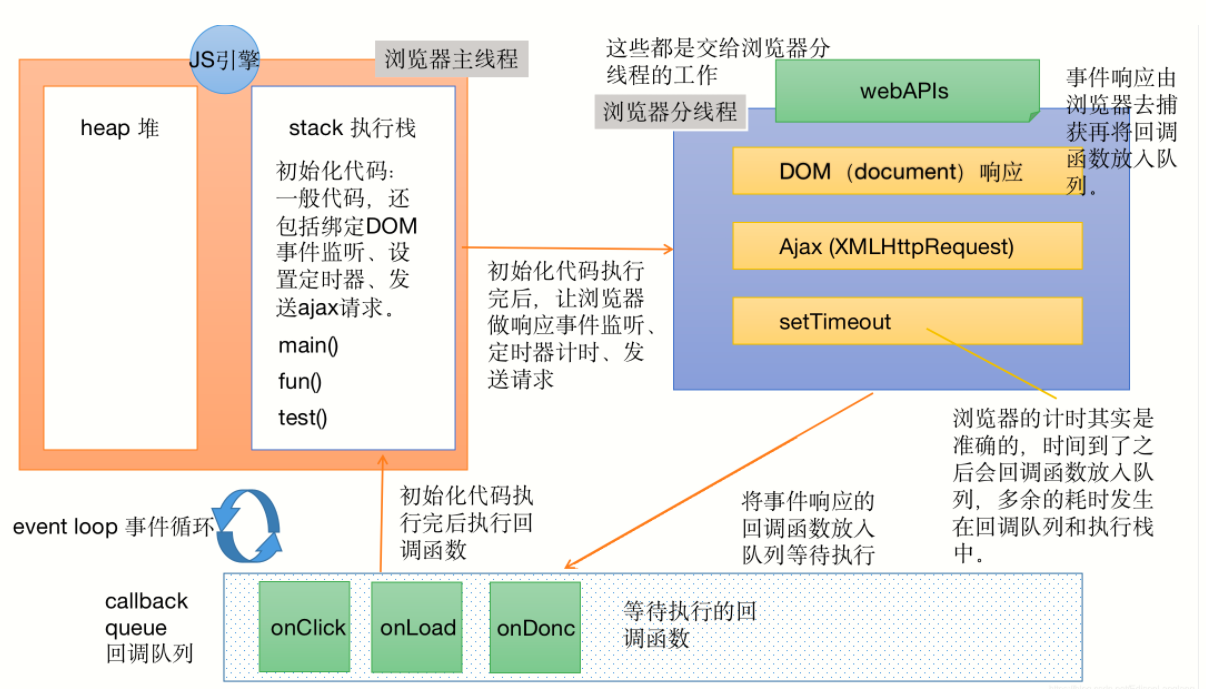 JS引擎
浏览器主线程
heap 堆
stack 执行栈
初始化代码:
一般代码，还
包括绑定DOM
事件监听、设
置定时器、发
送ajax请求。
main()
fun()
test()
初始化代码执行
完后，让浏览器
做响应事件监听、
定时器计时、发
送请求
这些都是交给浏览器分
线程的工作
浏览器分线程
webAPIs
DOM（document）响应
Ajax (XMLHttpRequest)
setTimeout
事件响应由
浏览器去捕
获再将回调
函数放入队
列。
浏览器的计时其实是
准确的，时间到了之
后会回调函数放入队
列，多余的耗时发生
在回调队列和执行栈
中。
将事件响应的
回调函数放入
队列等待执行
初始化代码执
行完后执行回
调函数
event loop 事件循环
callback
queue
回调队列
onClick
onLoad
onDonc
等待执行的回
调函数